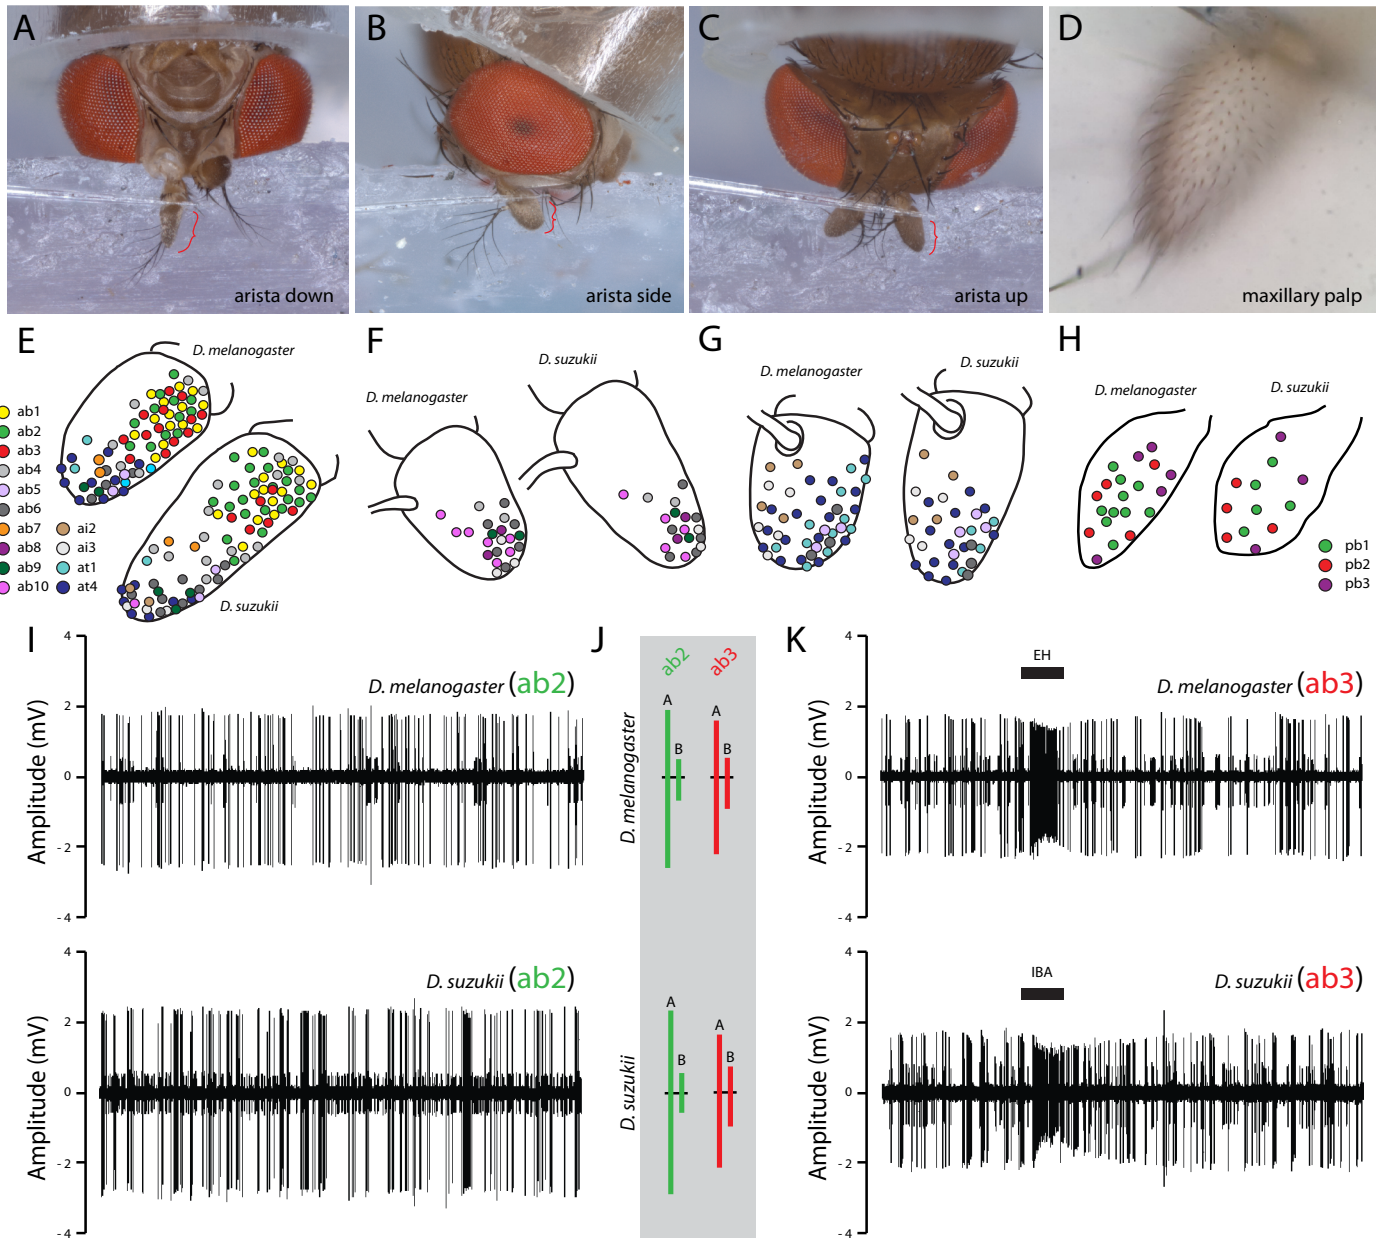 A
B
C
D
arista down
arista side
arista up
maxillary palp
E
D. melanogaster
ab1
ab2
ab3
ab4
ab5
ab6
ab7
ai2
ab8
ai3
ab9
at1
ab10
at4
D. suzukii
F
D. melanogaster
D. suzukii
G
D. melanogaster
D. suzukii
H
D. melanogaster
D. suzukii
pb1
pb2
pb3
I
4
2
0
- 2
- 4
Amplitude (mV)
D. melanogaster (ab2)
4
2
0
- 2
- 4
Amplitude (mV)
D. suzukii (ab2)
J
ab2
ab3
D. melanogaster
A
B
A
B
D. suzukii
A
B
A
B
K
4
2
0
- 2
- 4
Amplitude (mV)
EH
D. melanogaster (ab3)
4
2
0
- 2
- 4
Amplitude (mV)
IBA
D. suzukii (ab3)